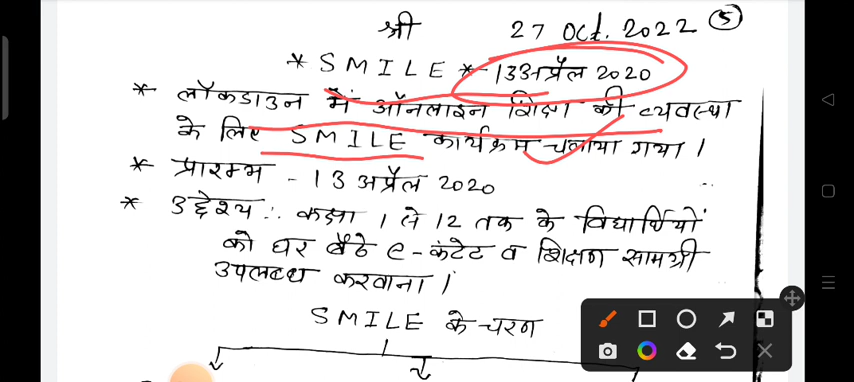 श्री 27 Oct. 2022 5
* SMILE * - 13 अप्रैल 2020
* लॉकडाउन में ऑनलाइन शिक्षा की व्यवस्था
के लिए SMILE कार्यक्रम चलाया गया।
* प्रारम्भ - 13 अप्रैल 2020
* उद्देश्य :- कक्षा 1 से 12 तक के विद्यार्थियों
को घर बैठे e-कंटेट व शिक्षण सामग्री
उपलब्ध करवाना।
SMILE के चरण